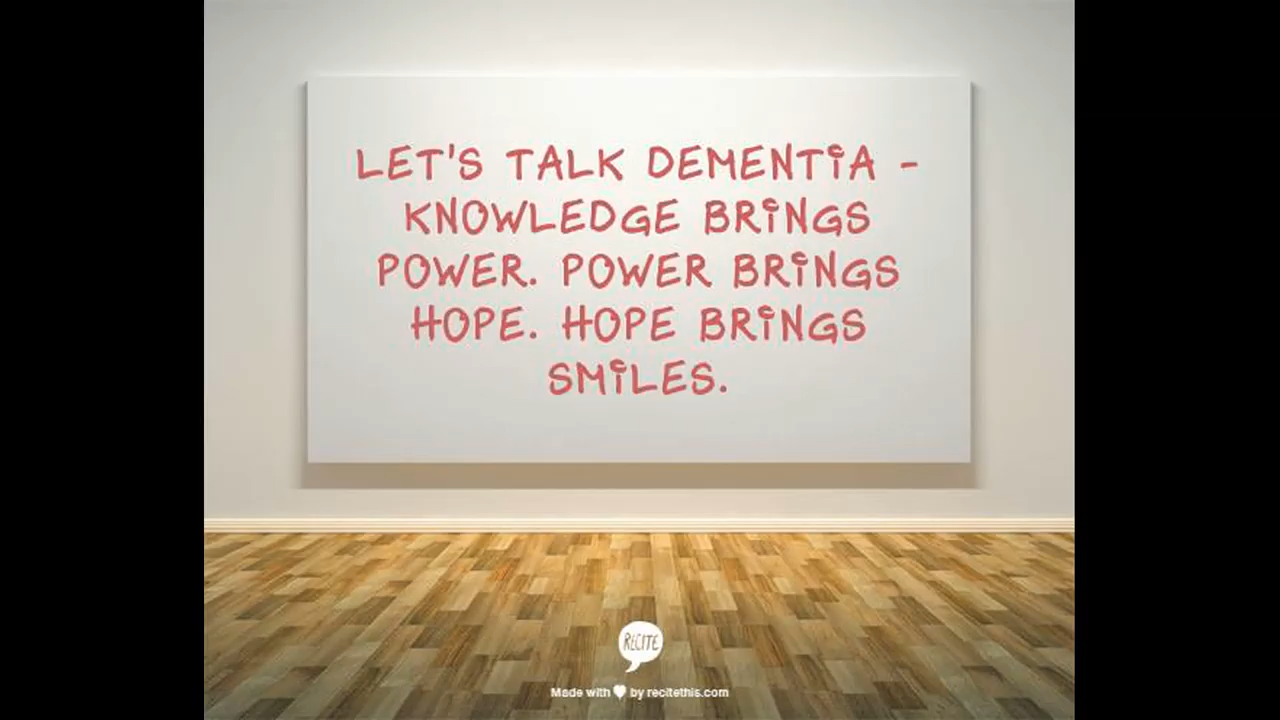 LET'S TALK DEMENTIA -
KNOWLEDGE BRINGS
POWER. POWER BRINGS
HOPE. HOPE BRINGS
SMILES.
RECITE
Made with ♥ by recitethis.com